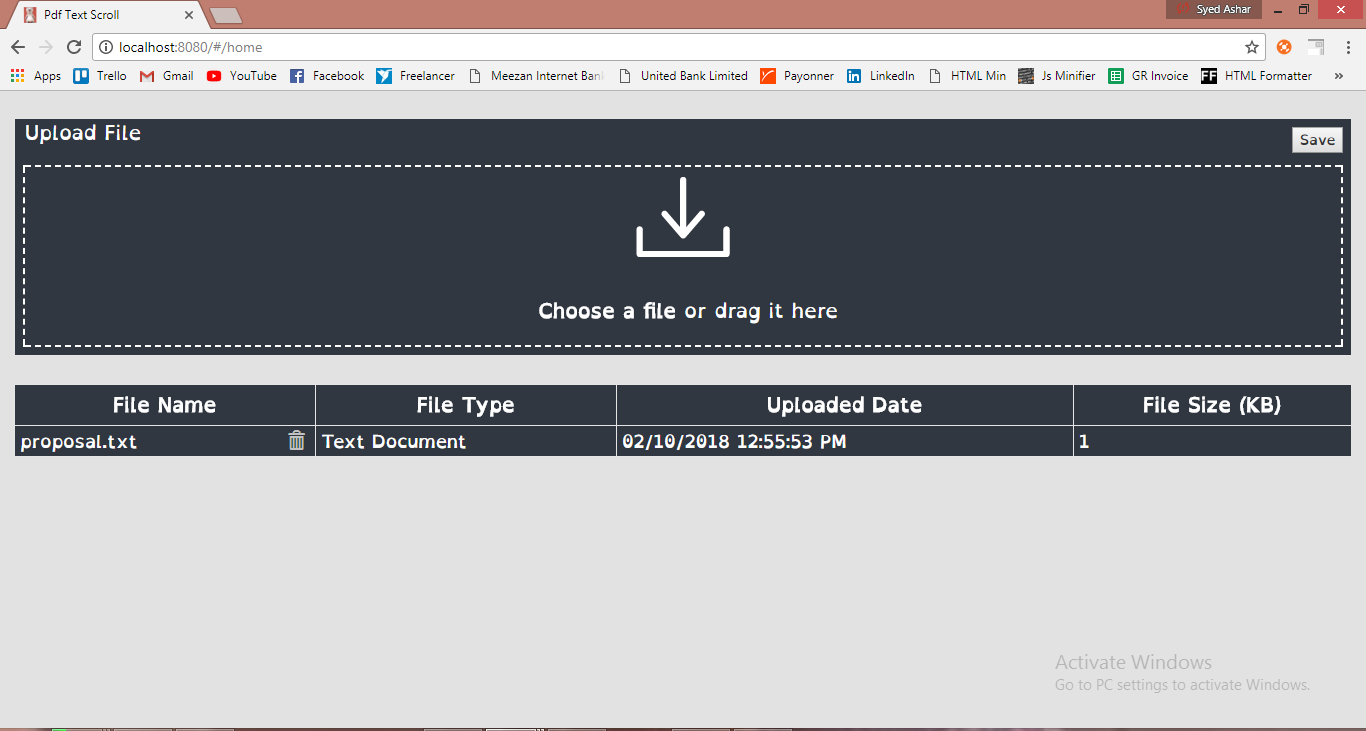 Pdf Text Scroll
Syed Ashar
localhost:8080/#/home
Apps Trello Gmail YouTube Facebook Freelancer Meezan Internet Bank United Bank Limited Payonner LinkedIn HTML Min Js Minifier GR Invoice FF HTML Formatter »
Upload File
Save
Choose a file or drag it here
File Name File Type Uploaded Date File Size (KB)
proposal.txt Text Document 02/10/2018 12:55:53 PM 1
Activate Windows
Go to PC settings to activate Windows.